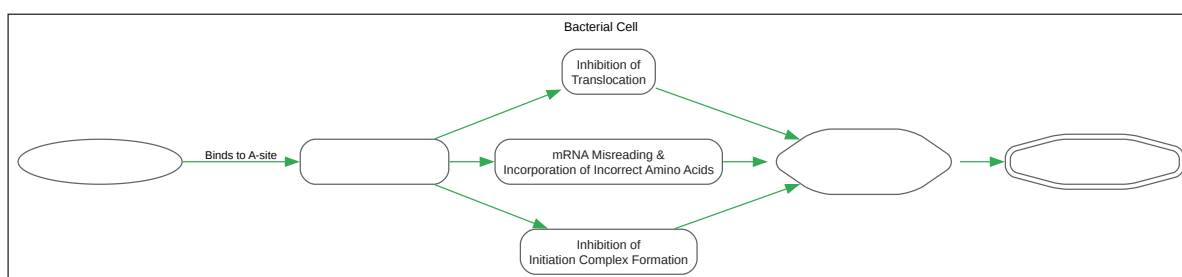 Bacterial Cell
Inhibition of
Translocation
Binds to A-site
mRNA Misreading &
Incorporation of Incorrect Amino Acids
Inhibition of
Initiation Complex Formation